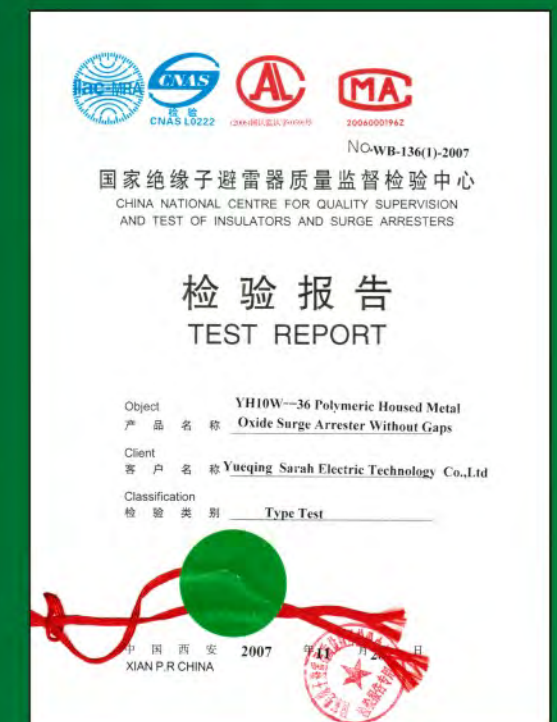 ilac-MRA
CNAS
检 验
CNAS L0222
AL
MA
2006000196Z
No.WB-136(1)-2007
国家绝缘子避雷器质量监督检验中心
CHINA NATIONAL CENTRE FOR QUALITY SUPERVISION
AND TEST OF INSULATORS AND SURGE ARRESTERS
检 验 报 告
TEST REPORT
Object YH10W--36 Polymeric Housed Metal
产 品 名 称 Oxide Surge Arrester Without Gaps
Client
客 户 名 称 Yueqing Sarah Electric Technology Co.,Ltd
Classification
检 验 类 别 Type Test
中 国 西 安 2007 年 11 月 日
XIAN P.R CHINA